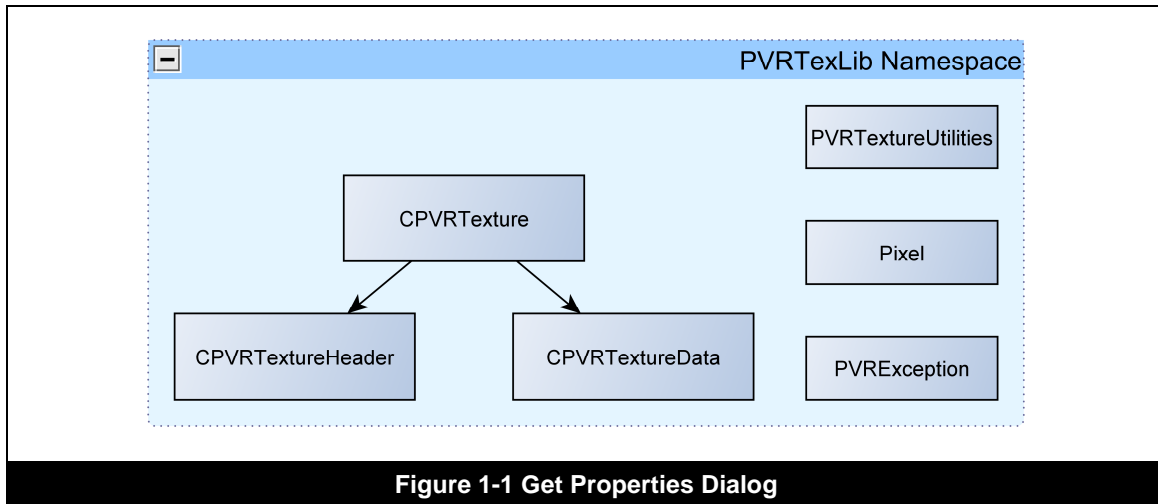 PVRTexLib Namespace
PVRTextureUtilities
CPVRTexture
Pixel
CPVRTextureHeader
CPVRTextureData
PVRException
Figure 1-1 Get Properties Dialog